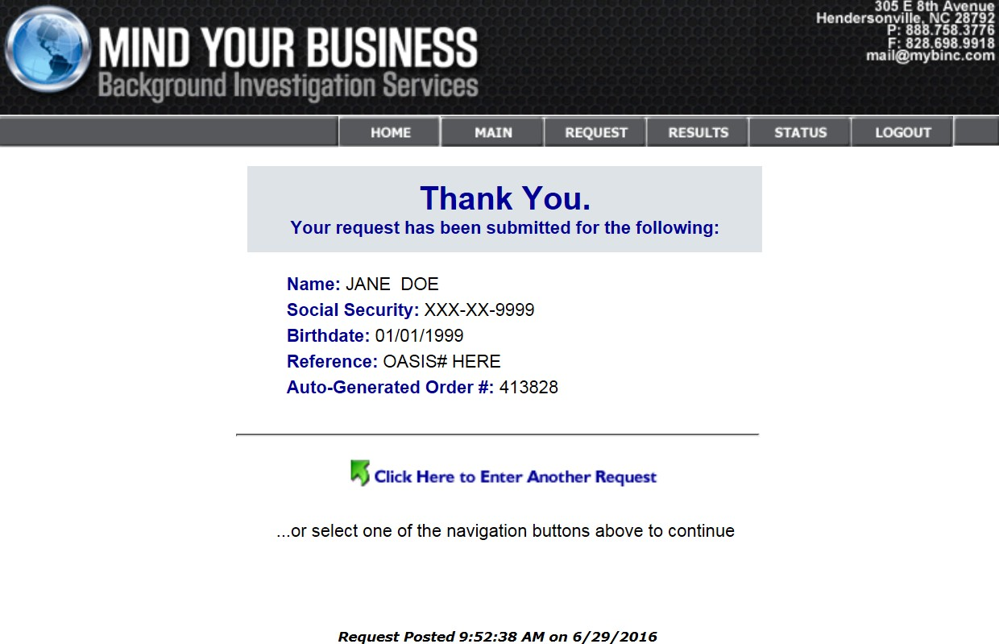 305 E 8th Avenue
Hendersonville, NC 28792
P: 888.758.3776
F: 828.698.9918
mail@mybinc.com
MIND YOUR BUSINESS
Background Investigation Services
HOME MAIN REQUEST RESULTS STATUS LOGOUT
Thank You.
Your request has been submitted for the following:
Name: JANE  DOE
Social Security: XXX-XX-9999
Birthdate: 01/01/1999
Reference: OASIS# HERE
Auto-Generated Order #: 413828
Click Here to Enter Another Request
...or select one of the navigation buttons above to continue
Request Posted 9:52:38 AM on 6/29/2016